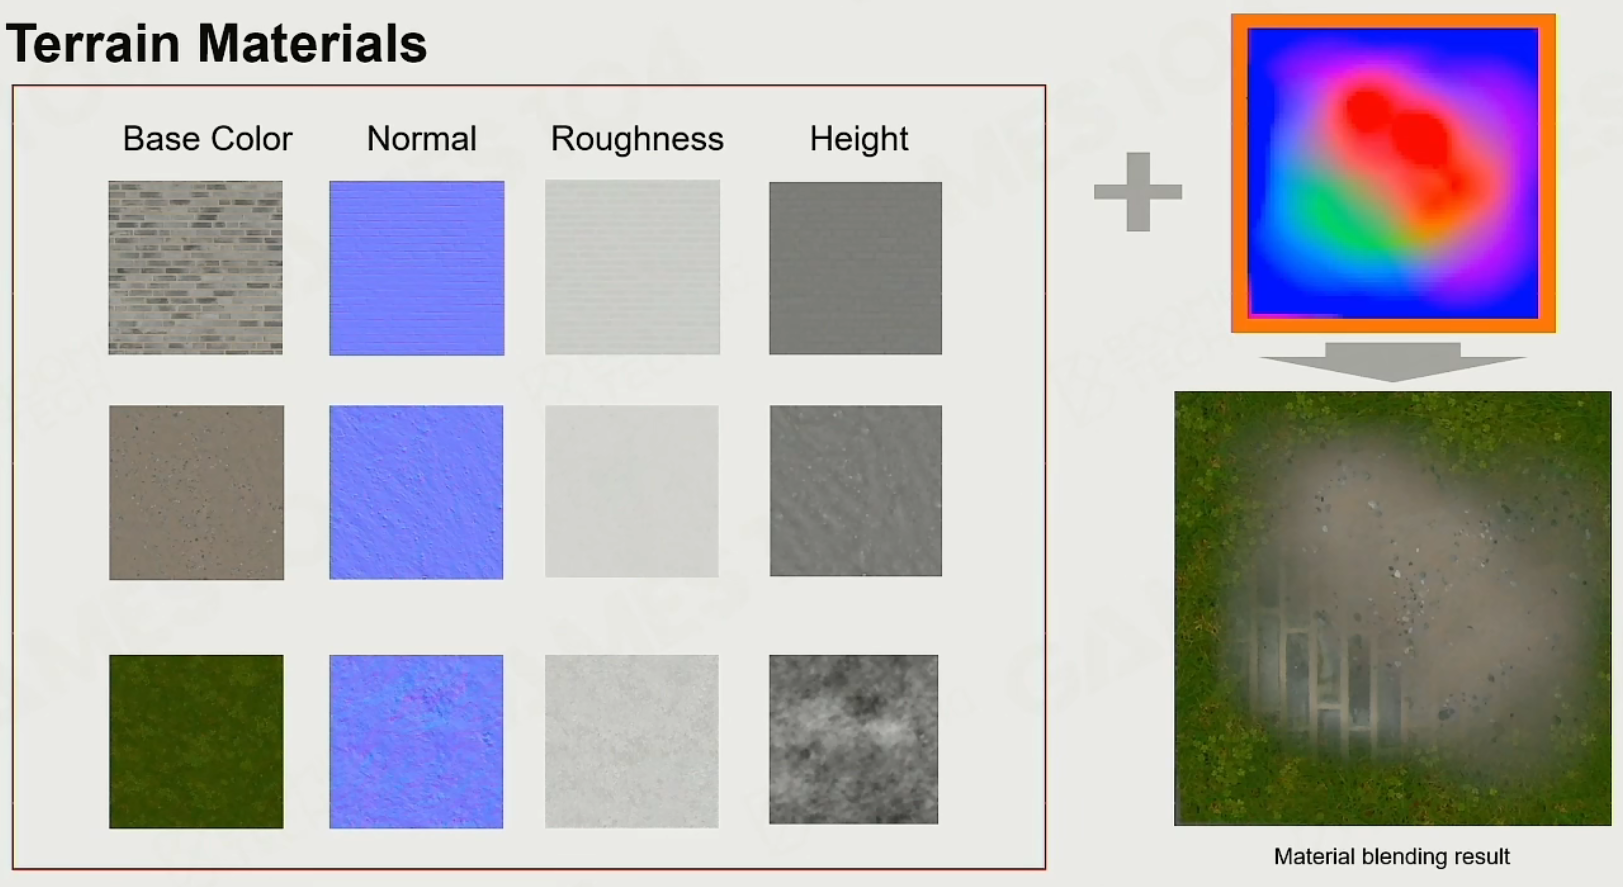 Terrain Materials
Base Color Normal Roughness Height
Material blending result